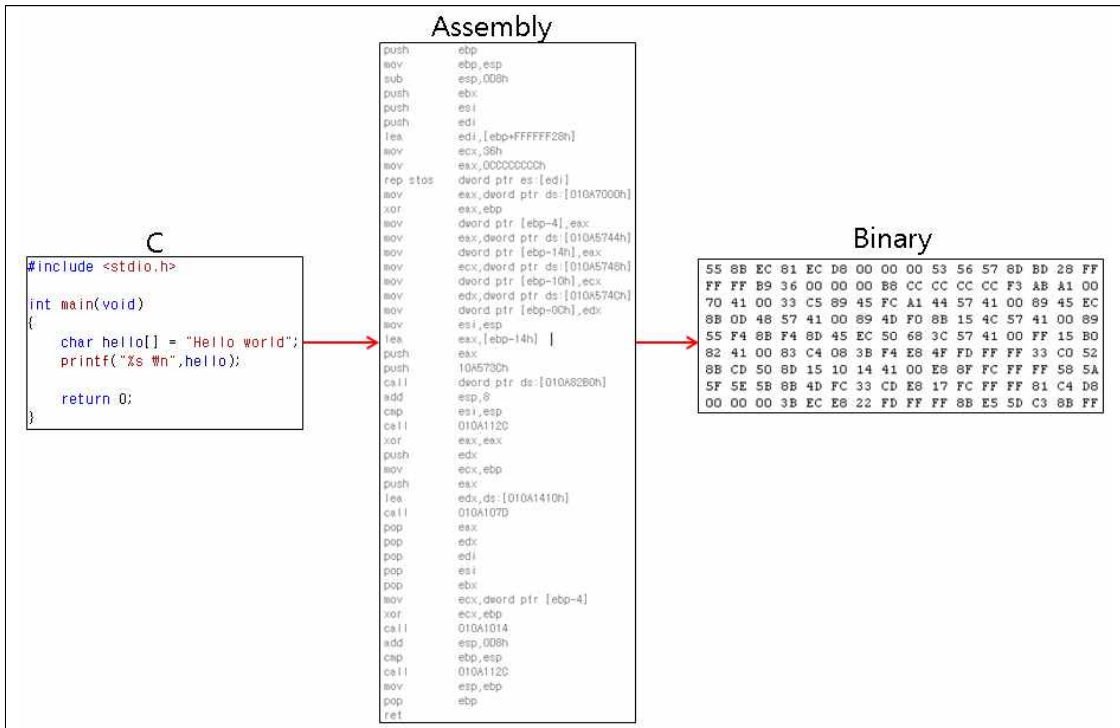 Assembly
C
Binary
#include <stdio.h>
int main(void)
{
char hello[] = "Hello world";
printf("%s ₩n",hello);
return 0;
}
push ebp
mov ebp,esp
sub esp,0D8h
push ebx
push esi
push edi
lea edi,[ebp+FFFFFF28h]
mov ecx,36h
mov eax,0CCCCCCCCh
rep stos dword ptr es:[edi]
mov eax,dword ptr ds:[010A7000h]
xor eax,ebp
mov dword ptr [ebp-4],eax
mov eax,dword ptr ds:[010A5744h]
mov dword ptr [ebp-14h],eax
mov ecx,dword ptr ds:[010A5748h]
mov dword ptr [ebp-10h],ecx
mov edx,dword ptr ds:[010A574Ch]
mov dword ptr [ebp-0Ch],edx
mov esi,esp
lea eax,[ebp-14h]
push eax
push 10A573Ch
call dword ptr ds:[010A82B0h]
add esp,8
cmp esi,esp
call 010A112C
xor eax,eax
push edx
mov ecx,ebp
push eax
lea edx,ds:[010A1410h]
call 010A107D
pop eax
pop edx
pop edi
pop esi
pop ebx
mov ecx,dword ptr [ebp-4]
xor ecx,ebp
call 010A1014
add esp,0D8h
cmp ebp,esp
call 010A112C
mov esp,ebp
pop ebp
ret
55 8B EC 81 EC D8 00 00 00 53 56 57 8D BD 28 FF
FF FF B9 36 00 00 00 B8 CC CC CC CC F3 AB A1 00
70 41 00 33 C5 89 45 FC A1 44 57 41 00 89 45 EC
8B 0D 48 57 41 00 89 4D F0 8B 15 4C 57 41 00 89
55 F4 8B F4 8D 45 EC 50 68 3C 57 41 00 FF 15 B0
82 41 00 83 C4 08 3B F4 E8 4F FD FF FF 33 C0 52
8B CD 50 8D 15 10 14 41 00 E8 8F FC FF FF 58 5A
5F 5E 5B 8B 4D FC 33 CD E8 17 FC FF FF 81 C4 D8
00 00 00 3B EC E8 22 FD FF FF 8B E5 5D C3 8B FF